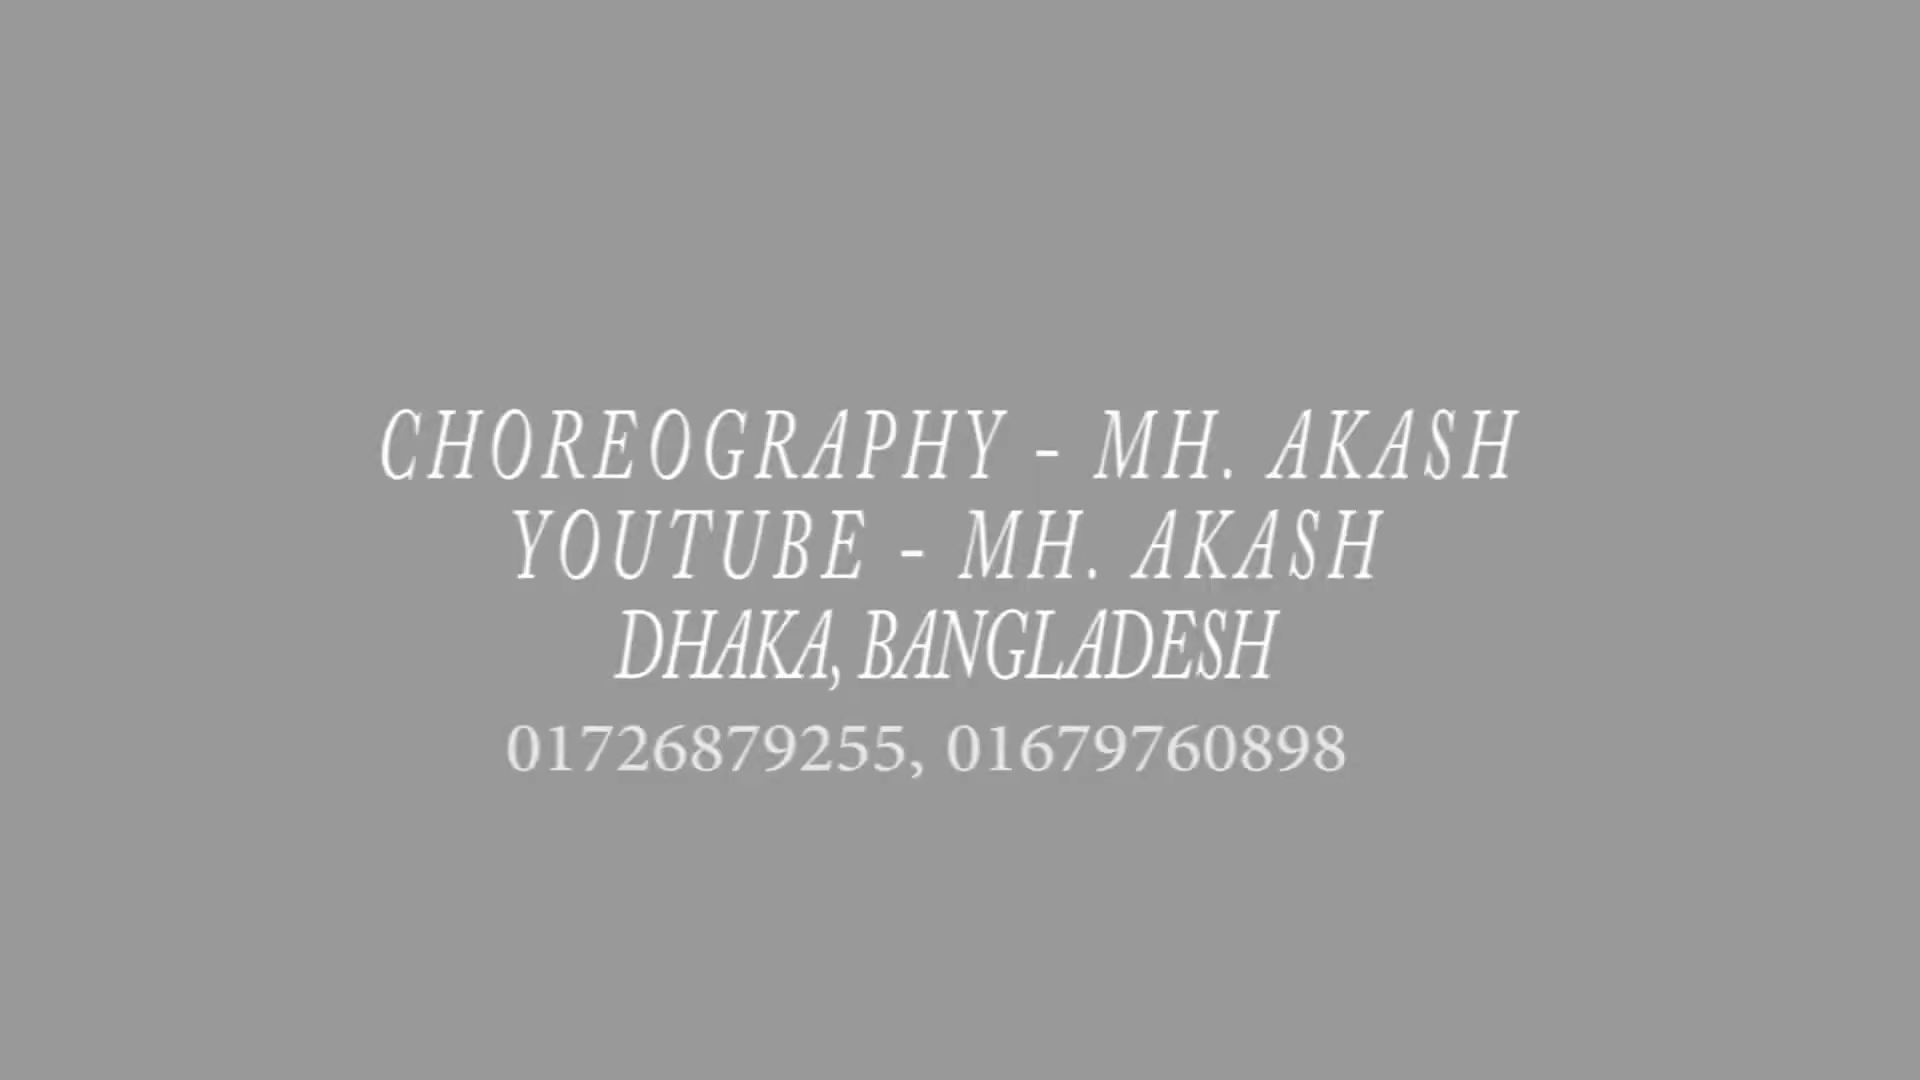 CHOREOGRAPHY - MH. AKASH
YOUTUBE - MH. AKASH
DHAKA, BANGLADESH
01726879255, 01679760898